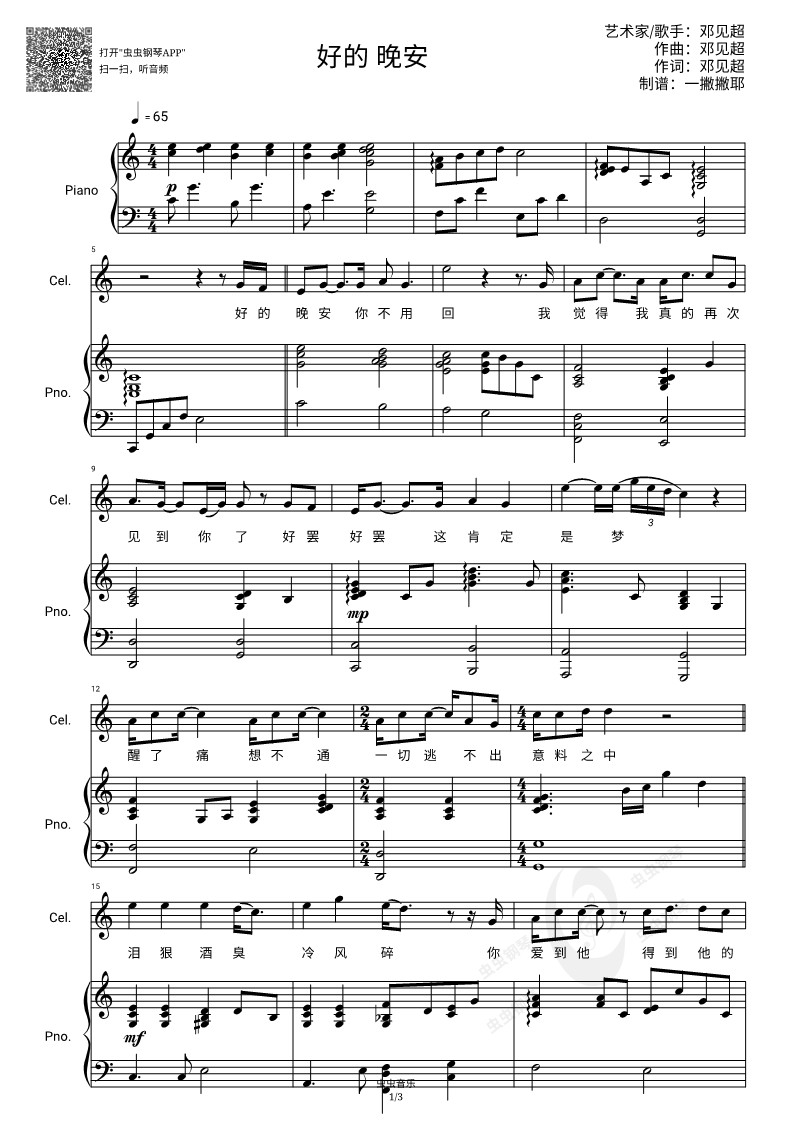 打开"虫虫钢琴APP"
扫一扫，听音频
好的 晚安
艺术家/歌手：邓见超
作曲：邓见超
作词：邓见超
制谱：一撇撇耶
= 65
Piano
p
5
Cel.
好 的 晚 安 你 不 用 回 我 觉 得 我 真 的 再 次
Pno.
9
Cel.
3
见 到 你 了 好 罢 好 罢 这 肯 定 是 梦
Pno.
mp
12
Cel.
醒 了 痛 想 不 通 一 切 逃 不 出 意 料 之 中
Pno.
虫虫钢琴
15
Cel.
泪 狠 酒 臭 冷 风 碎 你 爱 到 他 得 到 他 的
虫虫钢琴
Pno.
mf
虫虫音乐
1/3